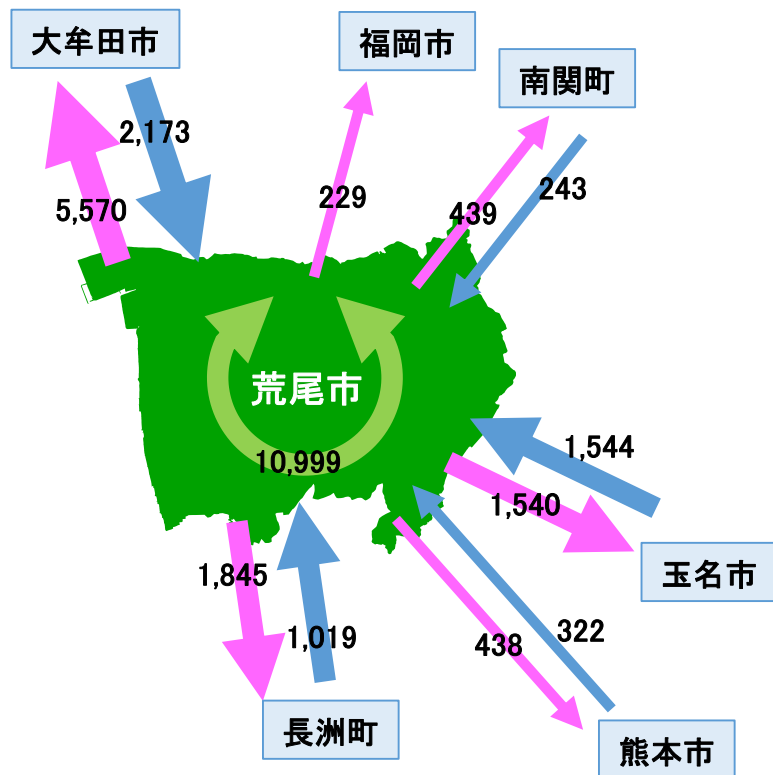 大牟田市
福岡市
南関町
2,173
5,570
229
439
243
荒尾市
10,999
1,544
1,540
玉名市
1,845
1,019
322
438
長洲町
熊本市